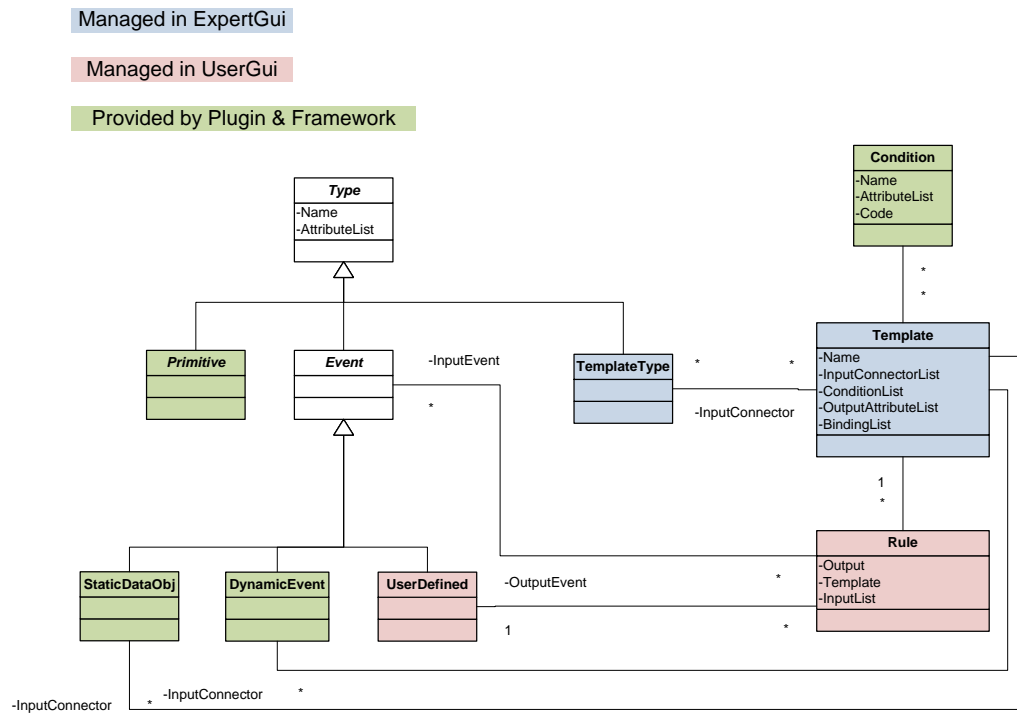 Managed in ExpertGui
Managed in UserGui
Provided by Plugin & Framework
Condition
-Name
-AttributeList
-Code
Type
-Name
-AttributeList
*
*
Template
-Name
-InputConnectorList
-ConditionList
-OutputAttributeList
-BindingList
Primitive
Event
-InputEvent
*
TemplateType
*
*
-InputConnector
1
*
Rule
-Output
-Template
-InputList
StaticDataObj
DynamicEvent
UserDefined
-OutputEvent
*
1
*
-InputConnector
*
-InputConnector
*